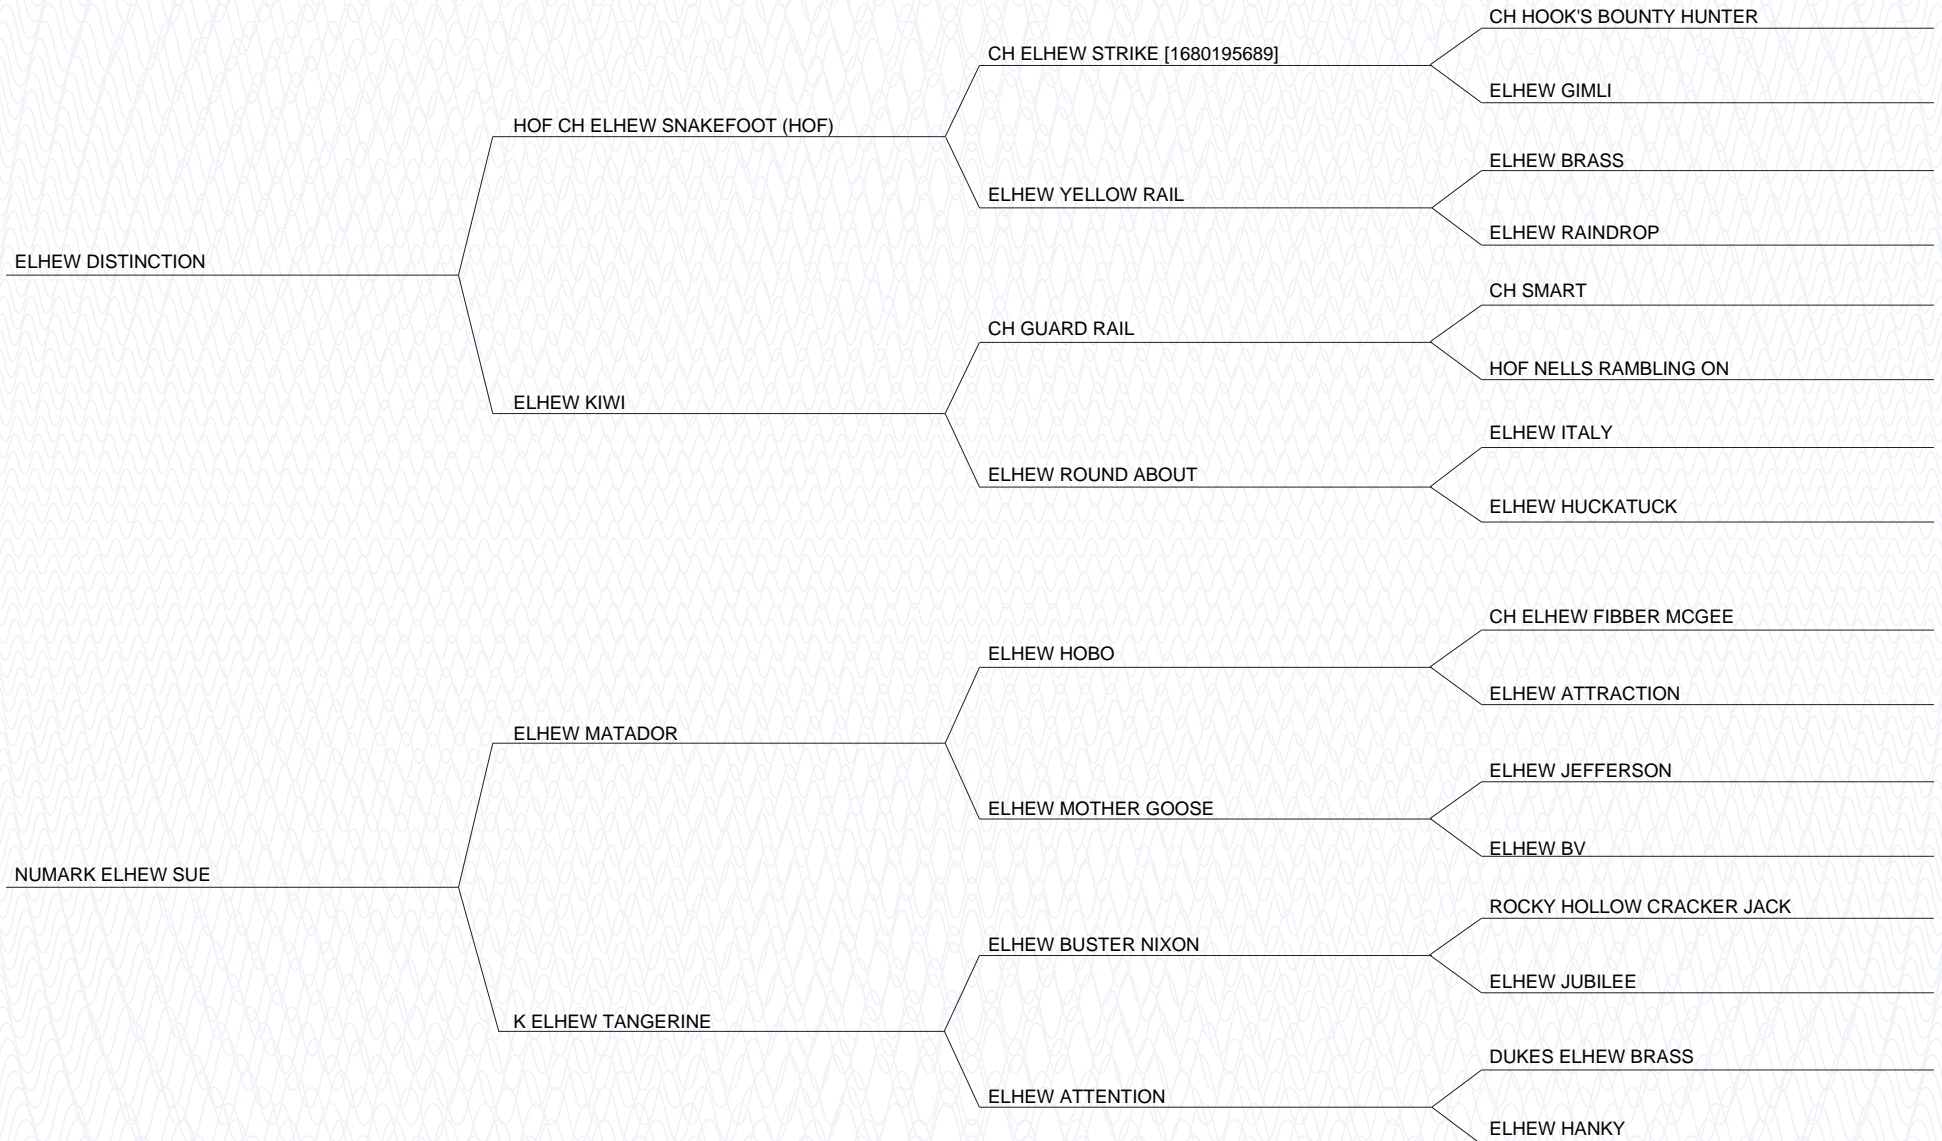 CH HOOK'S BOUNTY HUNTER
CH ELHEW STRIKE [1680195689]
ELHEW GIMLI
HOF CH ELHEW SNAKEFOOT (HOF)
ELHEW BRASS
ELHEW YELLOW RAIL
ELHEW RAINDROP
ELHEW DISTINCTION
CH SMART
CH GUARD RAIL
HOF NELLS RAMBLING ON
ELHEW KIWI
ELHEW ITALY
ELHEW ROUND ABOUT
ELHEW HUCKATUCK
CH ELHEW FIBBER MCGEE
ELHEW HOBO
ELHEW ATTRACTION
ELHEW MATADOR
ELHEW JEFFERSON
ELHEW MOTHER GOOSE
ELHEW BV
NUMARK ELHEW SUE
ROCKY HOLLOW CRACKER JACK
ELHEW BUSTER NIXON
ELHEW JUBILEE
K ELHEW TANGERINE
DUKES ELHEW BRASS
ELHEW ATTENTION
ELHEW HANKY